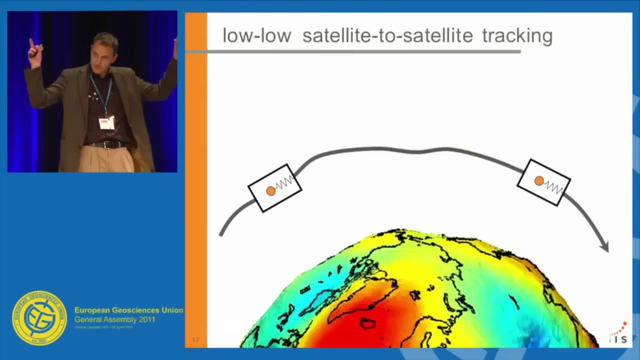 low-low satellite-to-satellite tracking
European Geosciences Union
General Assembly 2011
17